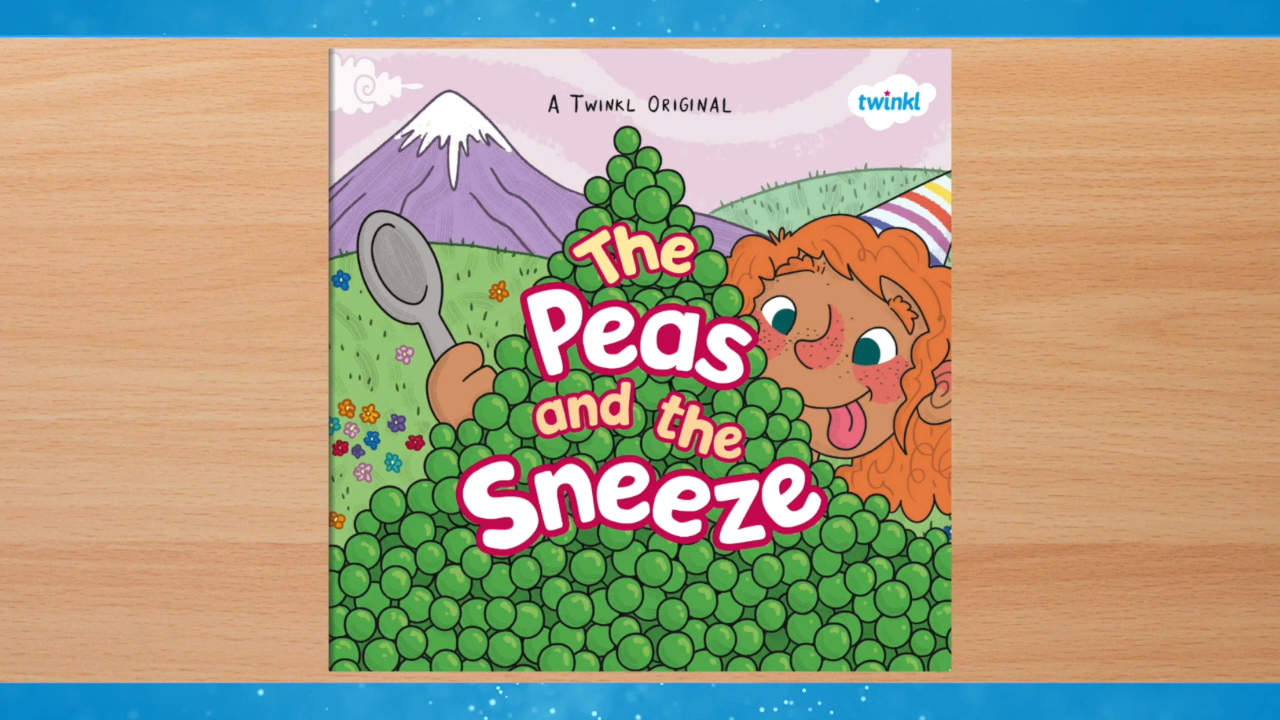 A TWINKL ORIGINAL
twinkl
The
Peas
and the
Sneeze